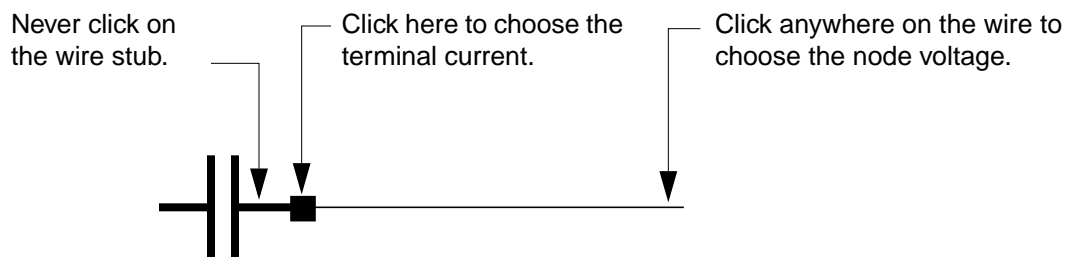 Never click on
the wire stub.
Click here to choose the
terminal current.
Click anywhere on the wire to
choose the node voltage.